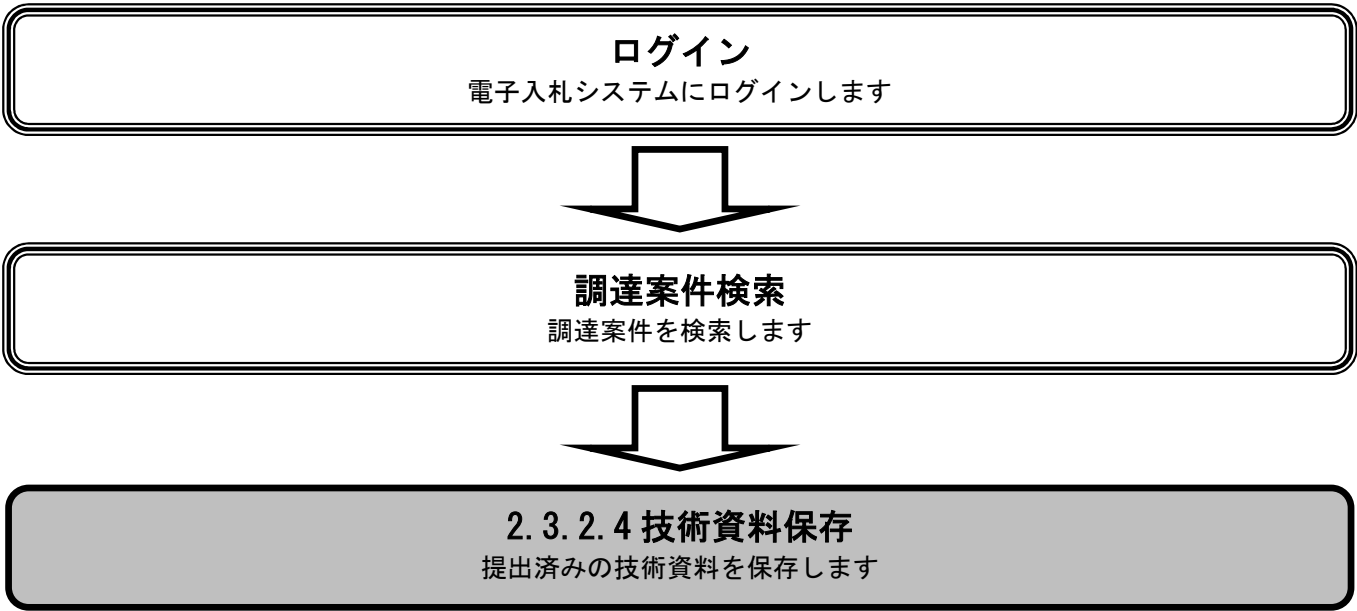 ログイン
電子入札システムにログインします
調達案件検索
調達案件を検索します
2.3.2.4 技術資料保存
提出済みの技術資料を保存します